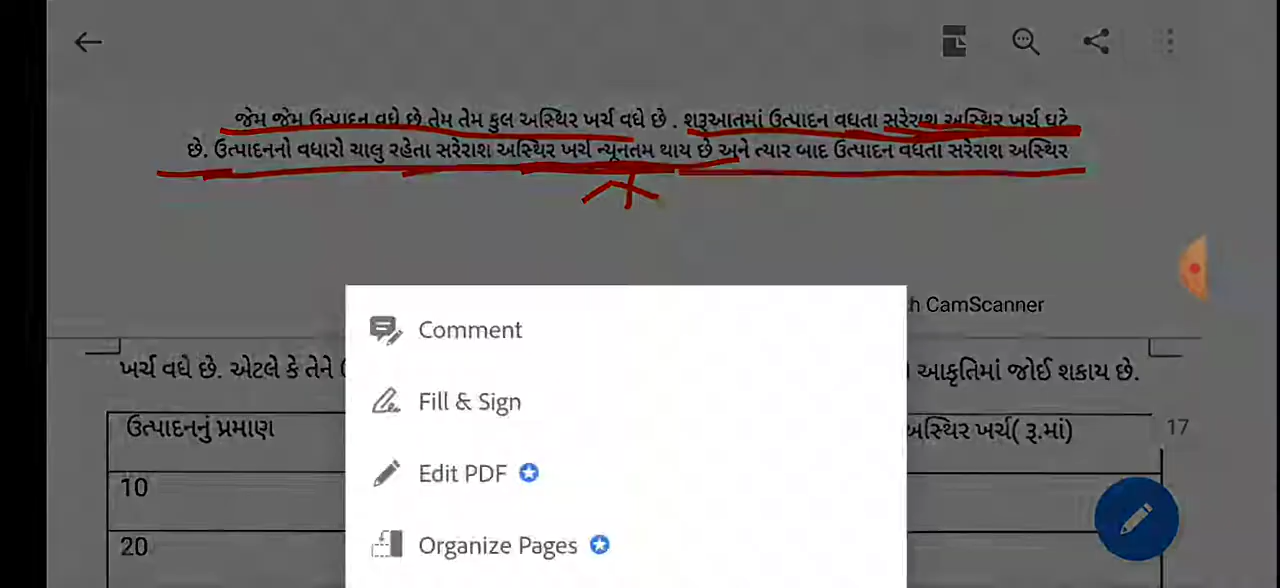 જેમ જેમ ઉત્પાદન વધે છે તેમ તેમ કુલ અસ્થિર ખર્ચ વધે છે . શરૂઆતમાં ઉત્પાદન વધતા સરેરાશ અસ્થિર ખર્ચ ઘટે
છે. ઉત્પાદનનો વધારો ચાલુ રહેતા સરેરાશ અસ્થિર ખર્ચ ન્યૂનતમ થાય છે અને ત્યાર બાદ ઉત્પાદન વધતા સરેરાશ અસ્થિર
h CamScanner
Comment
ખર્ચ વધે છે. એટલે કે તેને આકૃતિમાં જોઈ શકાય છે.
Fill & Sign
ઉત્પાદનનું પ્રમાણ અસ્થિર ખર્ચ( રૂ.માં) 17
Edit PDF
10
Organize Pages
20